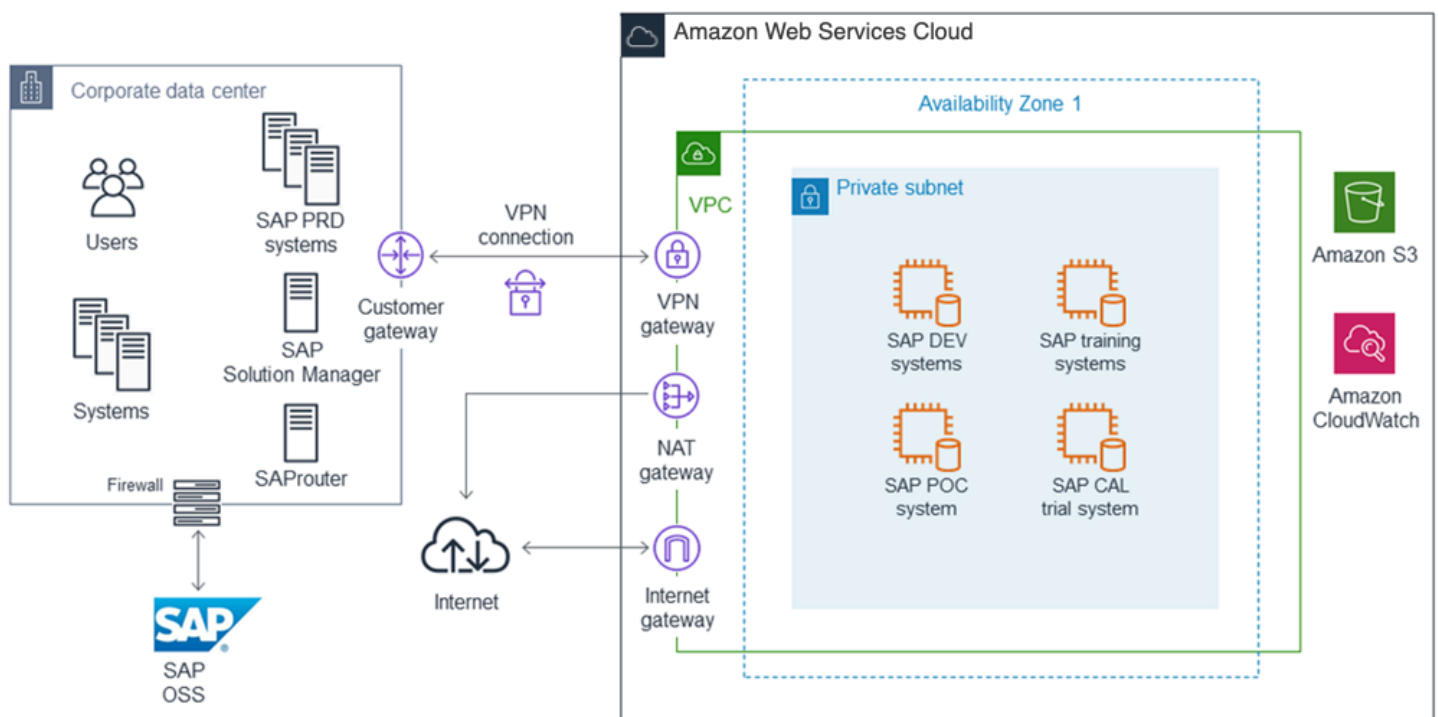 Amazon Web Services Cloud
Corporate data center
Availability Zone 1
Users
SAP PRD
systems
Systems
SAP
Solution Manager
SAProuter
Firewall
SAP®
SAP
OSS
Customer
gateway
VPN
connection
VPC
VPN
gateway
NAT
gateway
Internet
gateway
Internet
Private subnet
SAP DEV
systems
SAP training
systems
SAP POC
system
SAP CAL
trial system
Amazon S3
Amazon
CloudWatch